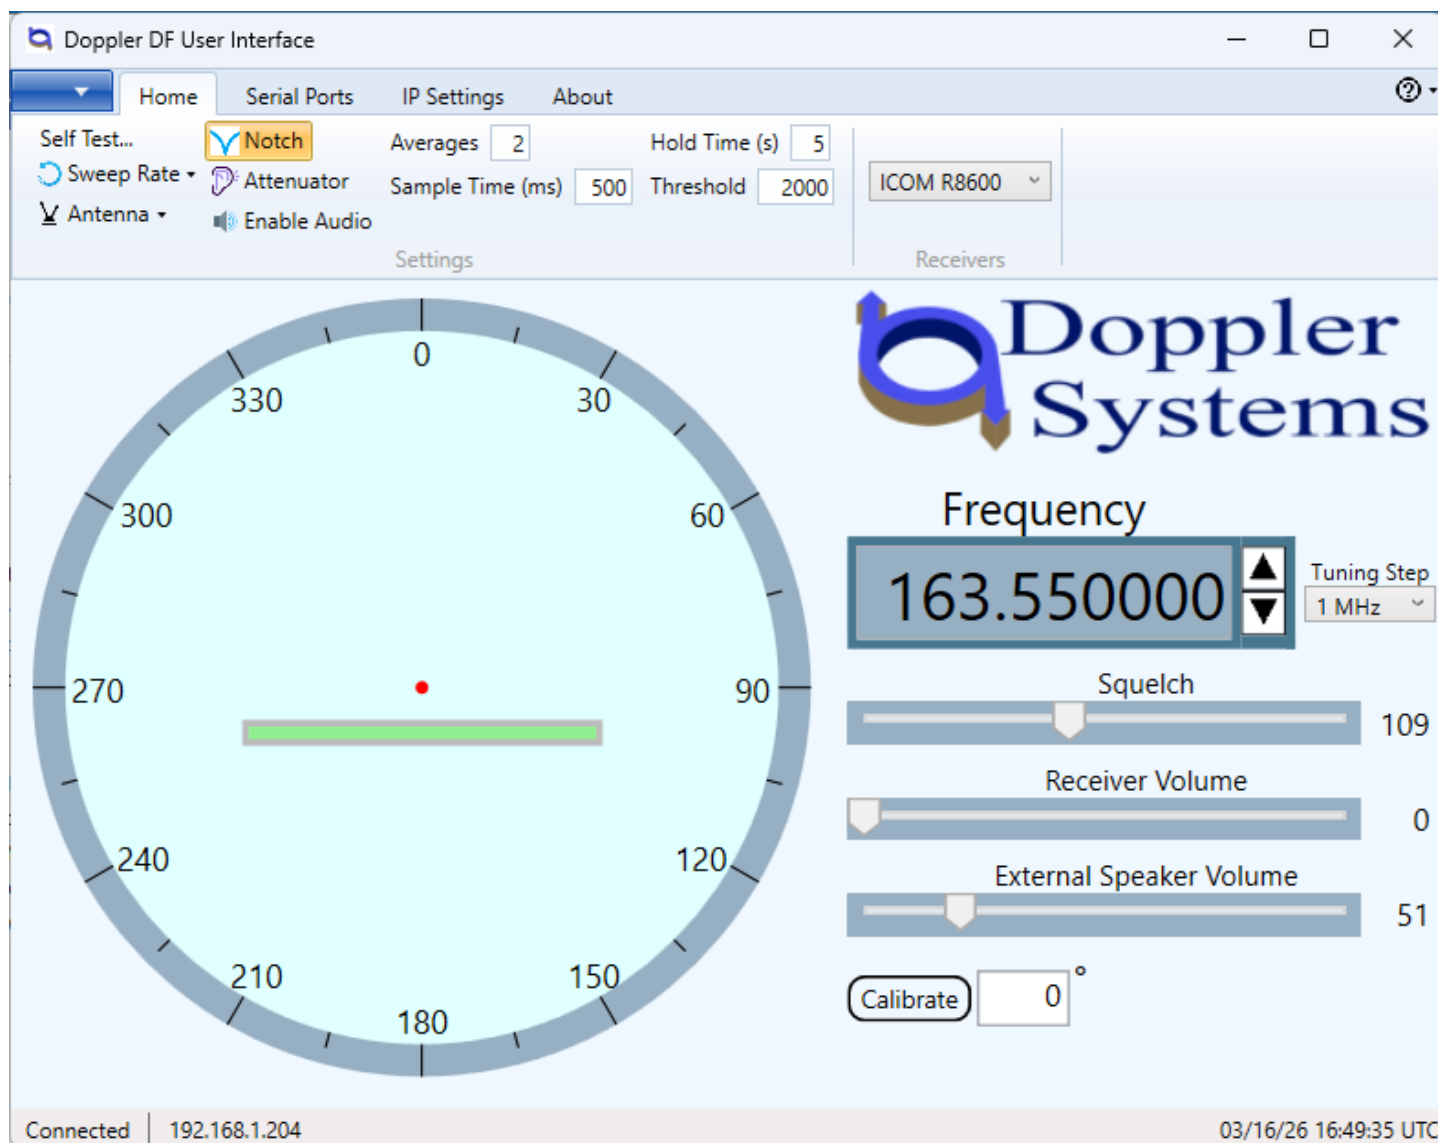 Doppler DF User Interface
Home Serial Ports IP Settings About
Self Test... Notch Averages 2 Hold Time (s) 5
Sweep Rate Attenuator Sample Time (ms) 500 Threshold 2000
Antenna Enable Audio
ICOM R8600
Settings Receivers
Doppler
Systems
0
330 30
300 60
270 90
240 120
210 150
180
Frequency
163.550000
Tuning Step
1 MHz
Squelch
109
Receiver Volume
0
External Speaker Volume
51
Calibrate 0 °
Connected 192.168.1.204 03/16/26 16:49:35 UTC